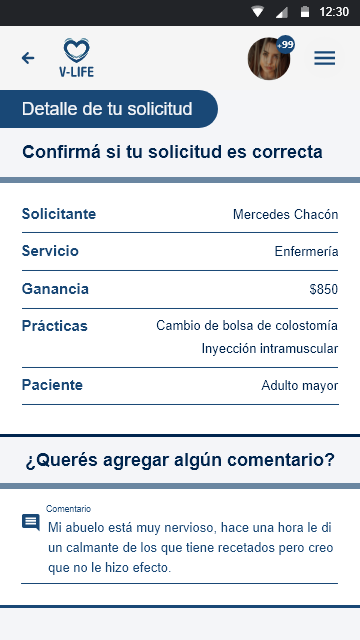 12:30
+99
V-LIFE
Detalle de tu solicitud
Confirmá si tu solicitud es correcta
Solicitante Mercedes Chacón
Servicio Enfermería
Ganancia $850
Prácticas Cambio de bolsa de colostomía
Inyección intramuscular
Paciente Adulto mayor
¿Querés agregar algún comentario?
Comentario
Mi abuelo está muy nervioso, hace una hora le di
un calmante de los que tiene recetados pero creo
que no le hizo efecto.